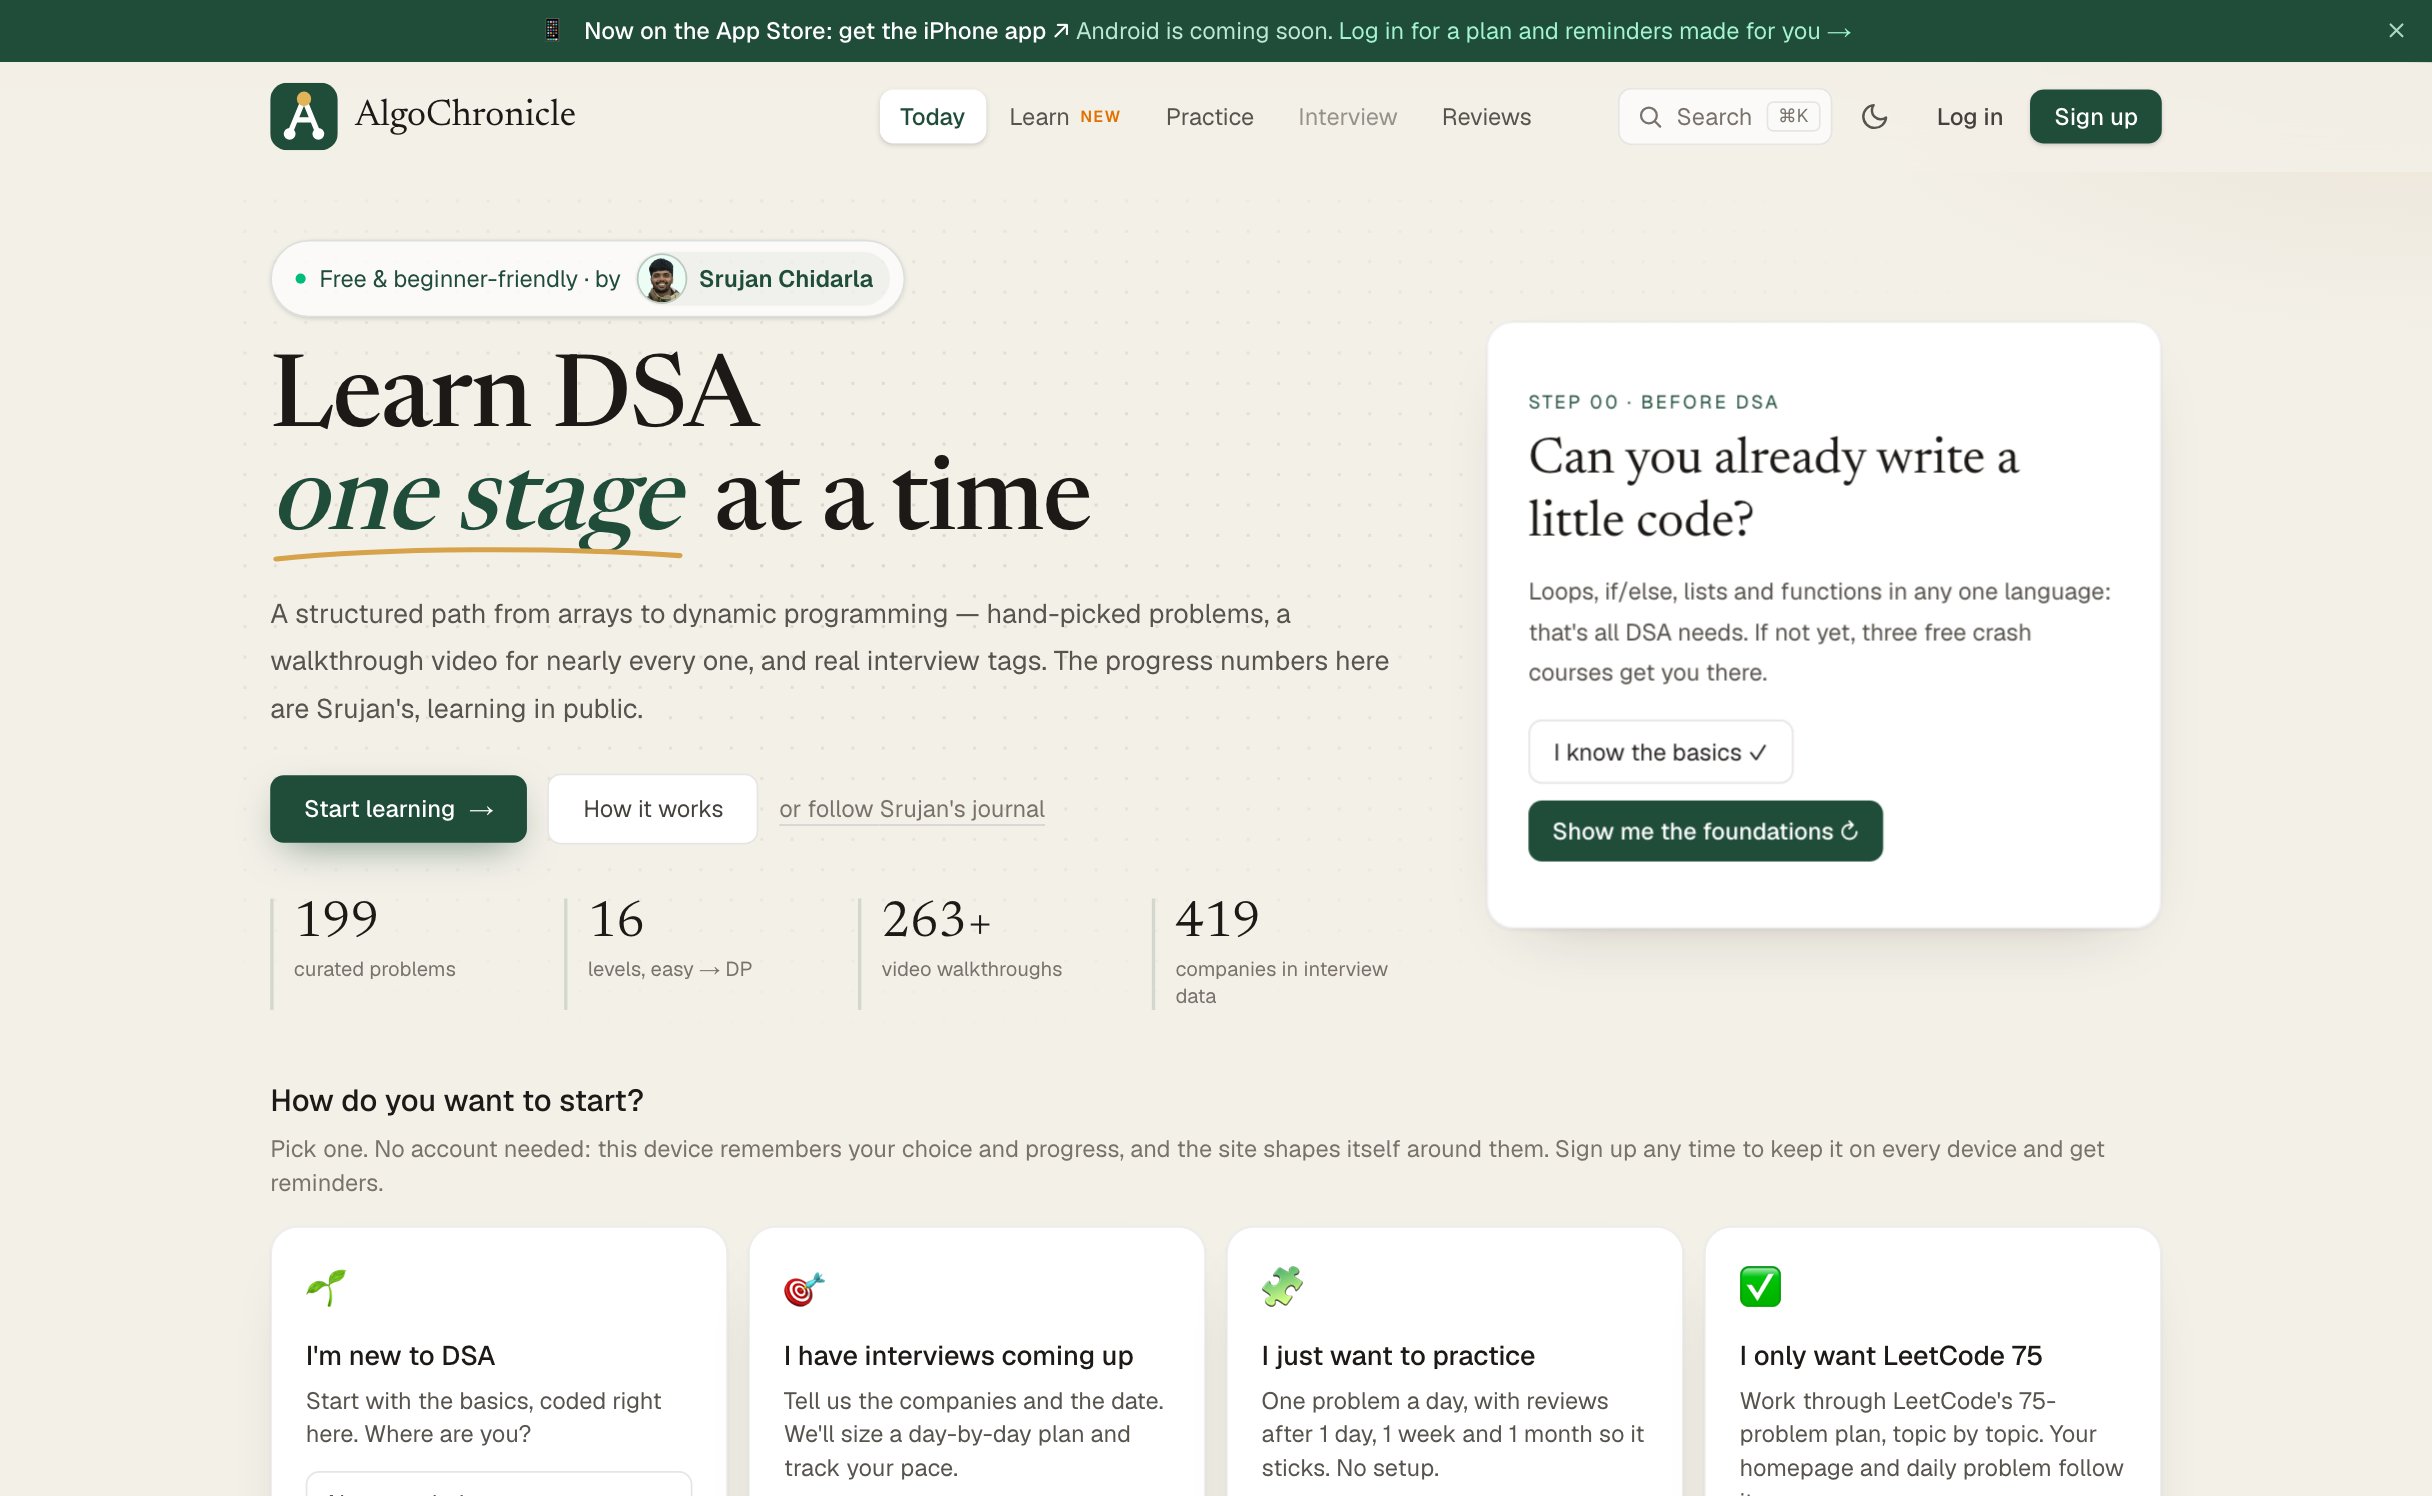 Now on the App Store: get the iPhone app ↗ Android is coming soon. Log in for a plan and reminders made for you →
AlgoChronicle
Today
Learn NEW
Practice
Interview
Reviews
Search ⌘K
Log in
Sign up
Free & beginner-friendly · by Srujan Chidarla
Learn DSA
one stage at a time
A structured path from arrays to dynamic programming — hand-picked problems, a
walkthrough video for nearly every one, and real interview tags. The progress numbers here
are Srujan's, learning in public.
Start learning →
How it works
or follow Srujan's journal
199
curated problems
16
levels, easy → DP
263+
video walkthroughs
419
companies in interview
data
STEP 00 · BEFORE DSA
Can you already write a
little code?
Loops, if/else, lists and functions in any one language:
that's all DSA needs. If not yet, three free crash
courses get you there.
I know the basics ✓
Show me the foundations ↻
How do you want to start?
Pick one. No account needed: this device remembers your choice and progress, and the site shapes itself around them. Sign up any time to keep it on every device and get
reminders.
I'm new to DSA
Start with the basics, coded right
here. Where are you?
I have interviews coming up
Tell us the companies and the date.
We'll size a day-by-day plan and
track your pace.
I just want to practice
One problem a day, with reviews
after 1 day, 1 week and 1 month so it
sticks. No setup.
I only want LeetCode 75
Work through LeetCode's 75-
problem plan, topic by topic. Your
homepage and daily problem follow